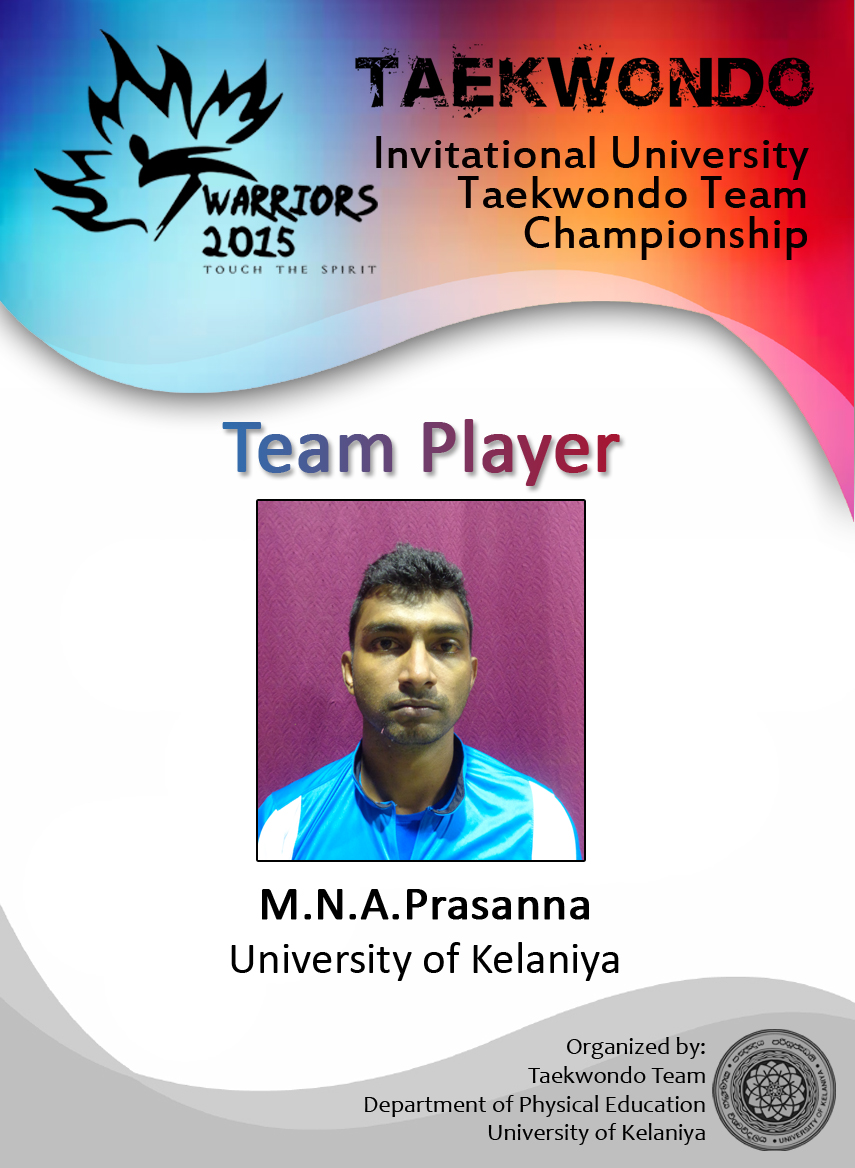 TAEKWONDO
Invitational University
Taekwondo Team
Championship
WARRIORS
2015
TOUCH THE SPIRIT
Team Player
M.N.A.Prasanna
University of Kelaniya
Organized by:
Taekwondo Team
Department of Physical Education
University of Kelaniya
UNIVERSITY OF KELANIYA